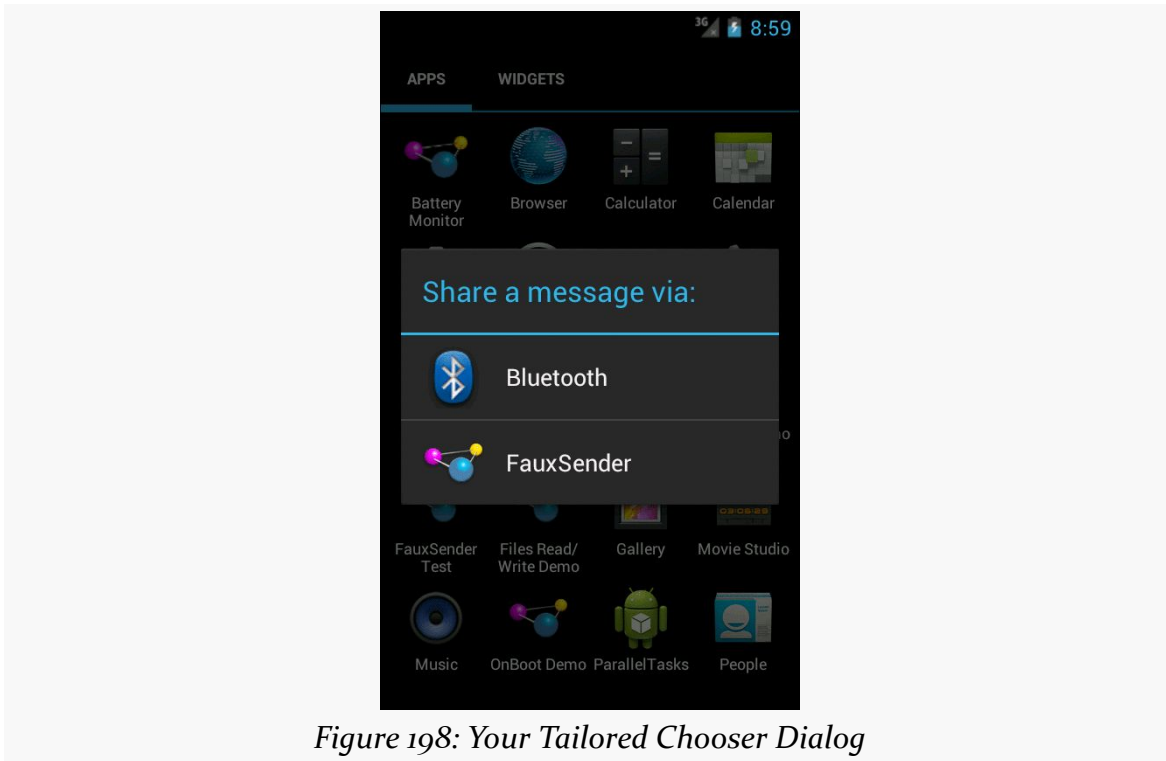 3G 8:59
APPS WIDGETS
Battery Browser Calculator Calendar
Monitor
Share a message via:
Bluetooth
FauxSender
FauxSender Files Read/ Gallery Movie Studio
Test Write Demo
Music OnBoot Demo ParallelTasks People
Figure 198: Your Tailored Chooser Dialog